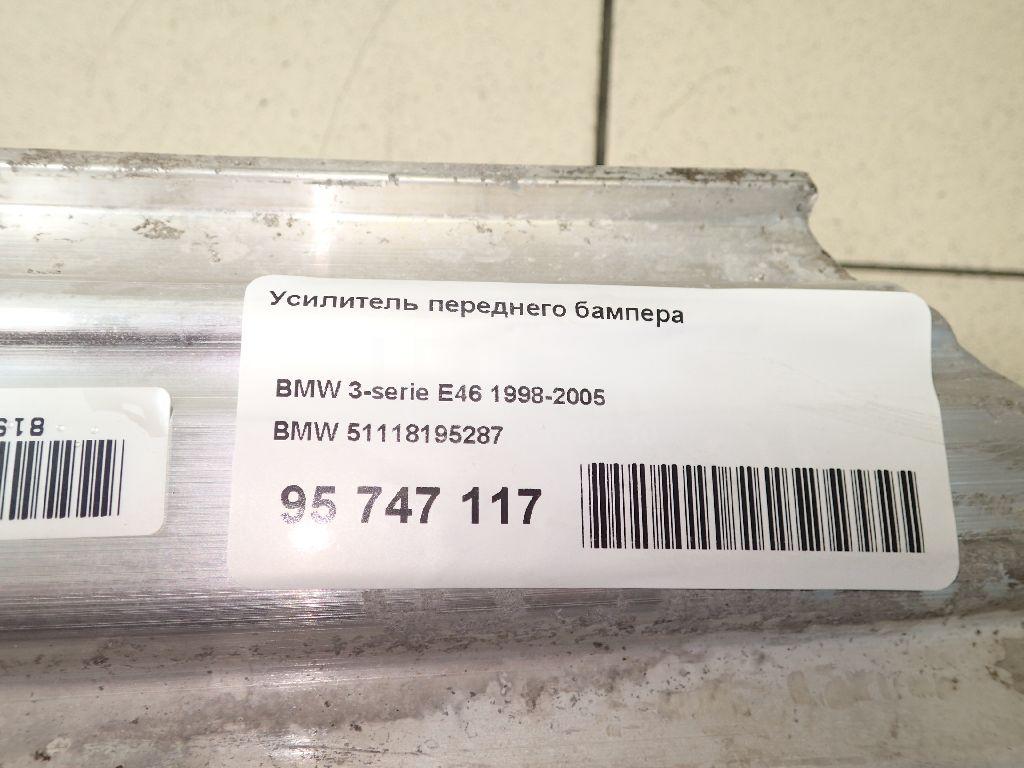 Усилитель переднего бампера
BMW 3-serie E46 1998-2005
BMW 51118195287
95 747 117